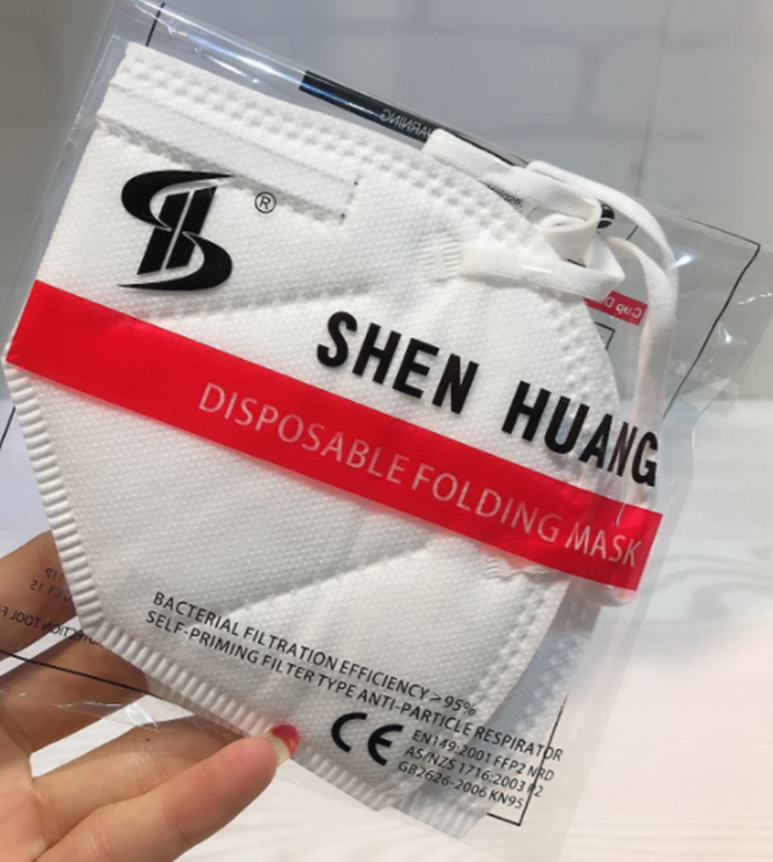 WARNING
®
SHEN HUANG
DISPOSABLE FOLDING MASK
BACTERIAL FILTRATION EFFICIENCY>95%
SELF-PRIMING FILTER TYPE ANTI-PARTICLE RESPIRATOR
CE
EN149:2001 FFP2 NRD
AS/NZS 1716:2003 P2
GB2626-2006 KN95